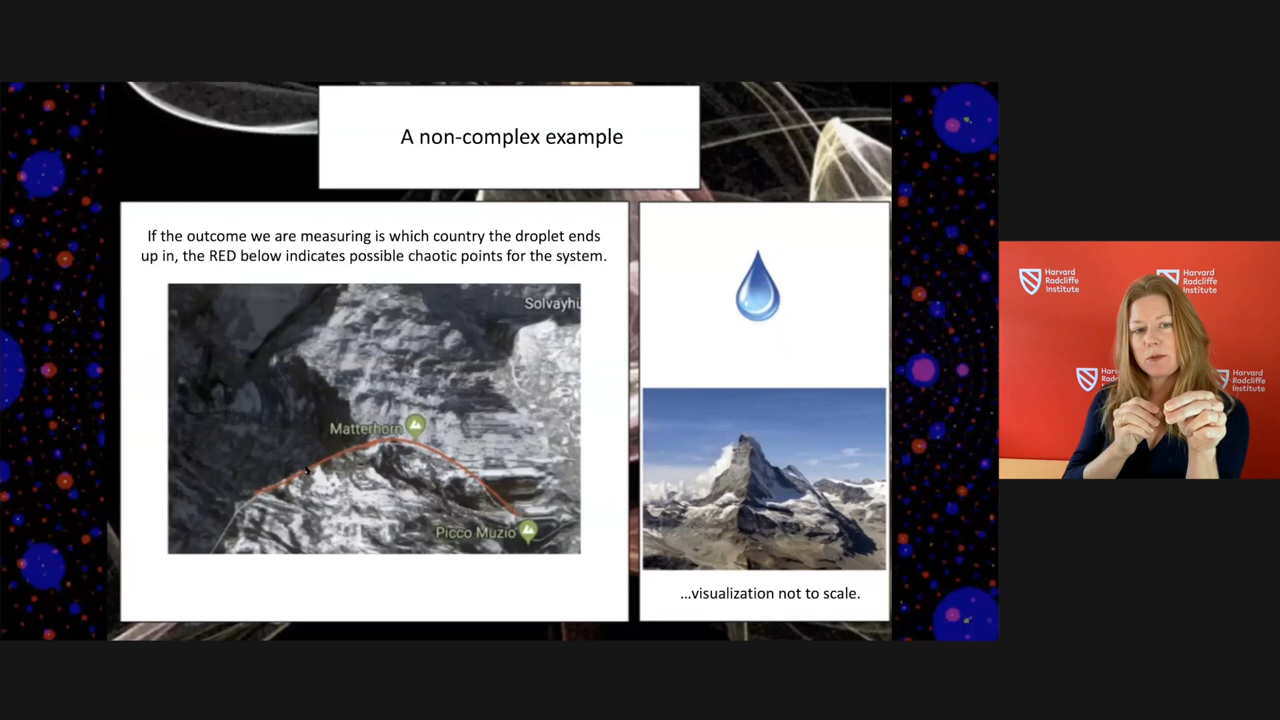 A non-complex example
If the outcome we are measuring is which country the droplet ends
up in, the RED below indicates possible chaotic points for the system.
Solvayhü
Matterhorn
Picco Muzio
...visualization not to scale.
Harvard
Radcliffe
Institute
Harvard
Radcliffe
Institute
Harvard
Radcliffe
Institute